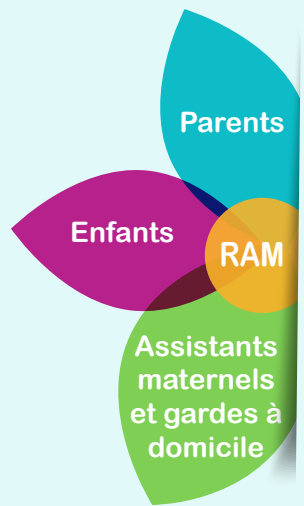 Parents
Enfants
RAM
Assistants
maternels
et gardes à
domicile